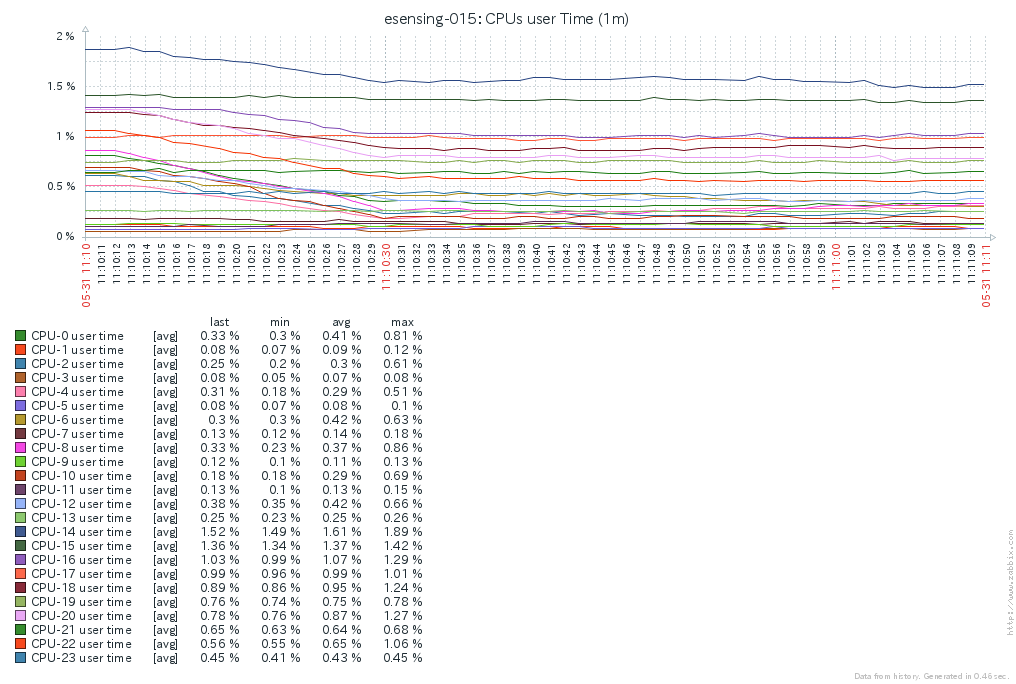 esensing-015: CPUs user Time (1m)
2 %
1.5 %
1 %
0.5 %
0 %
05-31 11:10
11:10:11
11:10:12
11:10:13
11:10:14
11:10:15
11:10:16
11:10:17
11:10:18
11:10:19
11:10:20
11:10:21
11:10:22
11:10:23
11:10:24
11:10:25
11:10:26
11:10:27
11:10:28
11:10:29
11:10:30
11:10:31
11:10:32
11:10:33
11:10:34
11:10:35
11:10:36
11:10:37
11:10:38
11:10:39
11:10:40
11:10:41
11:10:42
11:10:43
11:10:44
11:10:45
11:10:46
11:10:47
11:10:48
11:10:49
11:10:50
11:10:51
11:10:52
11:10:53
11:10:54
11:10:55
11:10:56
11:10:57
11:10:58
11:10:59
11:11:00
11:11:01
11:11:02
11:11:03
11:11:04
11:11:05
11:11:06
11:11:07
11:11:08
11:11:09
05-31 11:11
last min avg max
CPU-0 user time [avg] 0.33 % 0.3 % 0.41 % 0.81 %
CPU-1 user time [avg] 0.08 % 0.07 % 0.09 % 0.12 %
CPU-2 user time [avg] 0.25 % 0.2 % 0.3 % 0.61 %
CPU-3 user time [avg] 0.08 % 0.05 % 0.07 % 0.08 %
CPU-4 user time [avg] 0.31 % 0.18 % 0.29 % 0.51 %
CPU-5 user time [avg] 0.08 % 0.07 % 0.08 % 0.1 %
CPU-6 user time [avg] 0.3 % 0.3 % 0.42 % 0.63 %
CPU-7 user time [avg] 0.13 % 0.12 % 0.14 % 0.18 %
CPU-8 user time [avg] 0.33 % 0.23 % 0.37 % 0.86 %
CPU-9 user time [avg] 0.12 % 0.1 % 0.11 % 0.13 %
CPU-10 user time [avg] 0.18 % 0.18 % 0.29 % 0.69 %
CPU-11 user time [avg] 0.13 % 0.1 % 0.13 % 0.15 %
CPU-12 user time [avg] 0.38 % 0.35 % 0.42 % 0.66 %
CPU-13 user time [avg] 0.25 % 0.23 % 0.25 % 0.26 %
CPU-14 user time [avg] 1.52 % 1.49 % 1.61 % 1.89 %
CPU-15 user time [avg] 1.36 % 1.34 % 1.37 % 1.42 %
CPU-16 user time [avg] 1.03 % 0.99 % 1.07 % 1.29 %
CPU-17 user time [avg] 0.99 % 0.96 % 0.99 % 1.01 %
CPU-18 user time [avg] 0.89 % 0.86 % 0.95 % 1.24 %
CPU-19 user time [avg] 0.76 % 0.74 % 0.75 % 0.78 %
CPU-20 user time [avg] 0.78 % 0.76 % 0.87 % 1.27 %
CPU-21 user time [avg] 0.65 % 0.63 % 0.64 % 0.68 %
CPU-22 user time [avg] 0.56 % 0.55 % 0.65 % 1.06 %
CPU-23 user time [avg] 0.45 % 0.41 % 0.43 % 0.45 %
http://www.zabbix.com
Data from history. Generated in 0.46 sec.